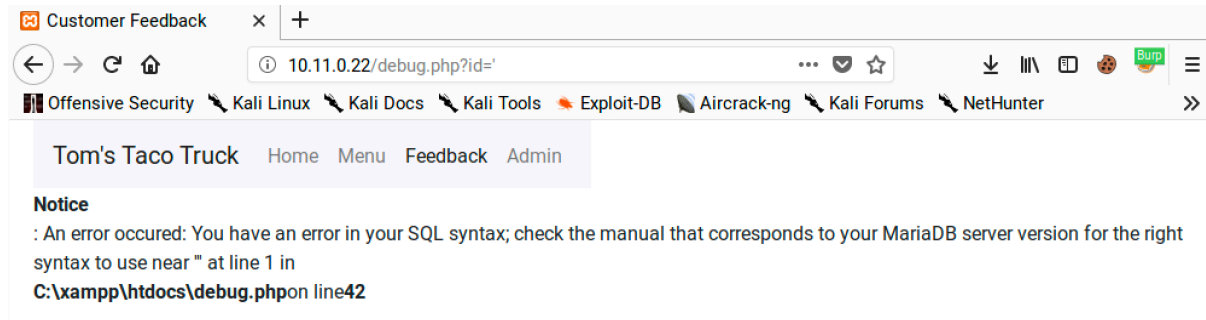 Customer Feedback × +
10.11.0.22/debug.php?id='
Burp
Offensive Security Kali Linux Kali Docs Kali Tools Exploit-DB Aircrack-ng Kali Forums NetHunter »
Tom's Taco Truck Home Menu Feedback Admin
Notice
: An error occured: You have an error in your SQL syntax; check the manual that corresponds to your MariaDB server version for the right
syntax to use near ''' at line 1 in
C:\xampp\htdocs\debug.phpon line42